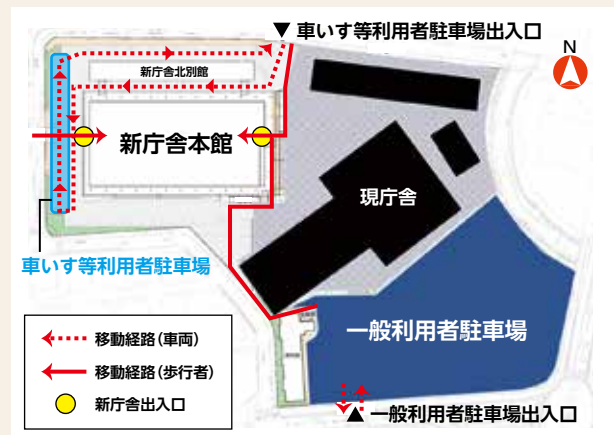 ▼車いす等利用者駐車場出入口
N
新庁舎北別館
新庁舎本館
現庁舎
車いす等利用者駐車場
一般利用者駐車場
移動経路(車両)
移動経路(歩行者)
新庁舎出入口
▲一般利用者駐車場出入口